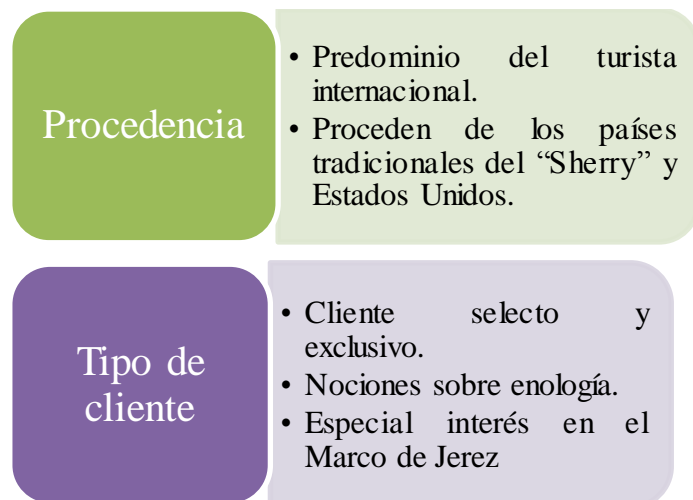 Procedencia
• Predominio del turista
internacional.
• Proceden de los países
tradicionales del “Sherry” y
Estados Unidos.
Tipo de
cliente
• Cliente selecto y
exclusivo.
• Nociones sobre enología.
• Especial interés en el
Marco de Jerez